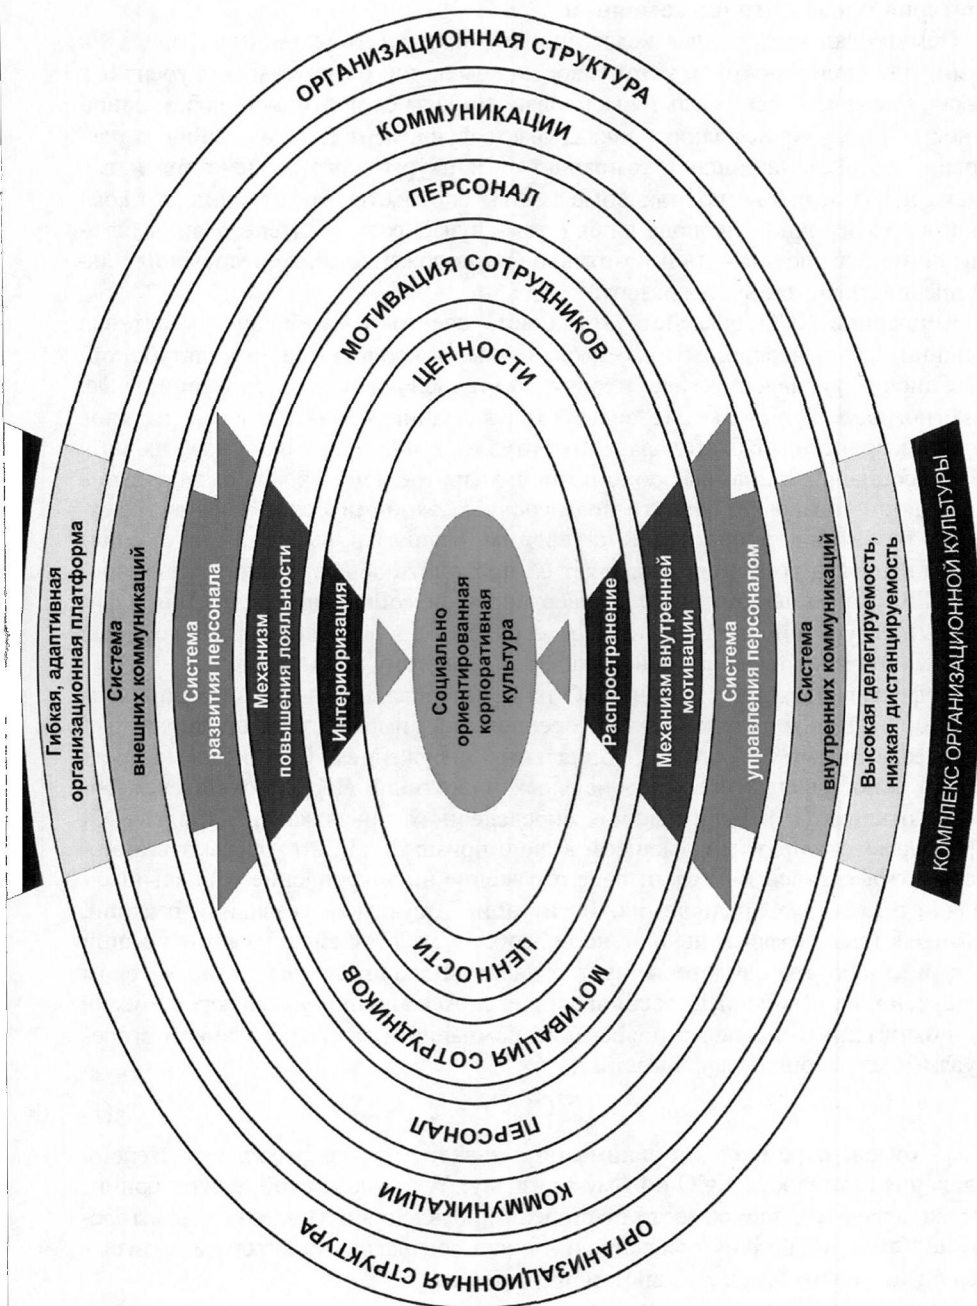 ОРГАНИЗАЦИОННАЯ СТРУКТУРА
КОММУНИКАЦИИ
ПЕРСОНАЛ
МОТИВАЦИЯ СОТРУДНИКОВ
ЦЕННОСТИ
Гибкая, адаптивная
организационная платформа
Система
внешних коммуникаций
Система
развития персонала
Механизм
повышения лояльности
Интериоризация
Социально
ориентированная
корпоративная
культура
Распространение
Механизм внутренней
мотивации
Система
управления персоналом
Система
внутренних коммуникаций
Высокая делегируемость,
низкая дистанцируемость
КОМПЛЕКС ОРГАНИЗАЦИОННОЙ КУЛЬТУРЫ
ЦЕННОСТИ
МОТИВАЦИЯ СОТРУДНИКОВ
ПЕРСОНАЛ
КОММУНИКАЦИИ
ОРГАНИЗАЦИОННАЯ СТРУКТУРА